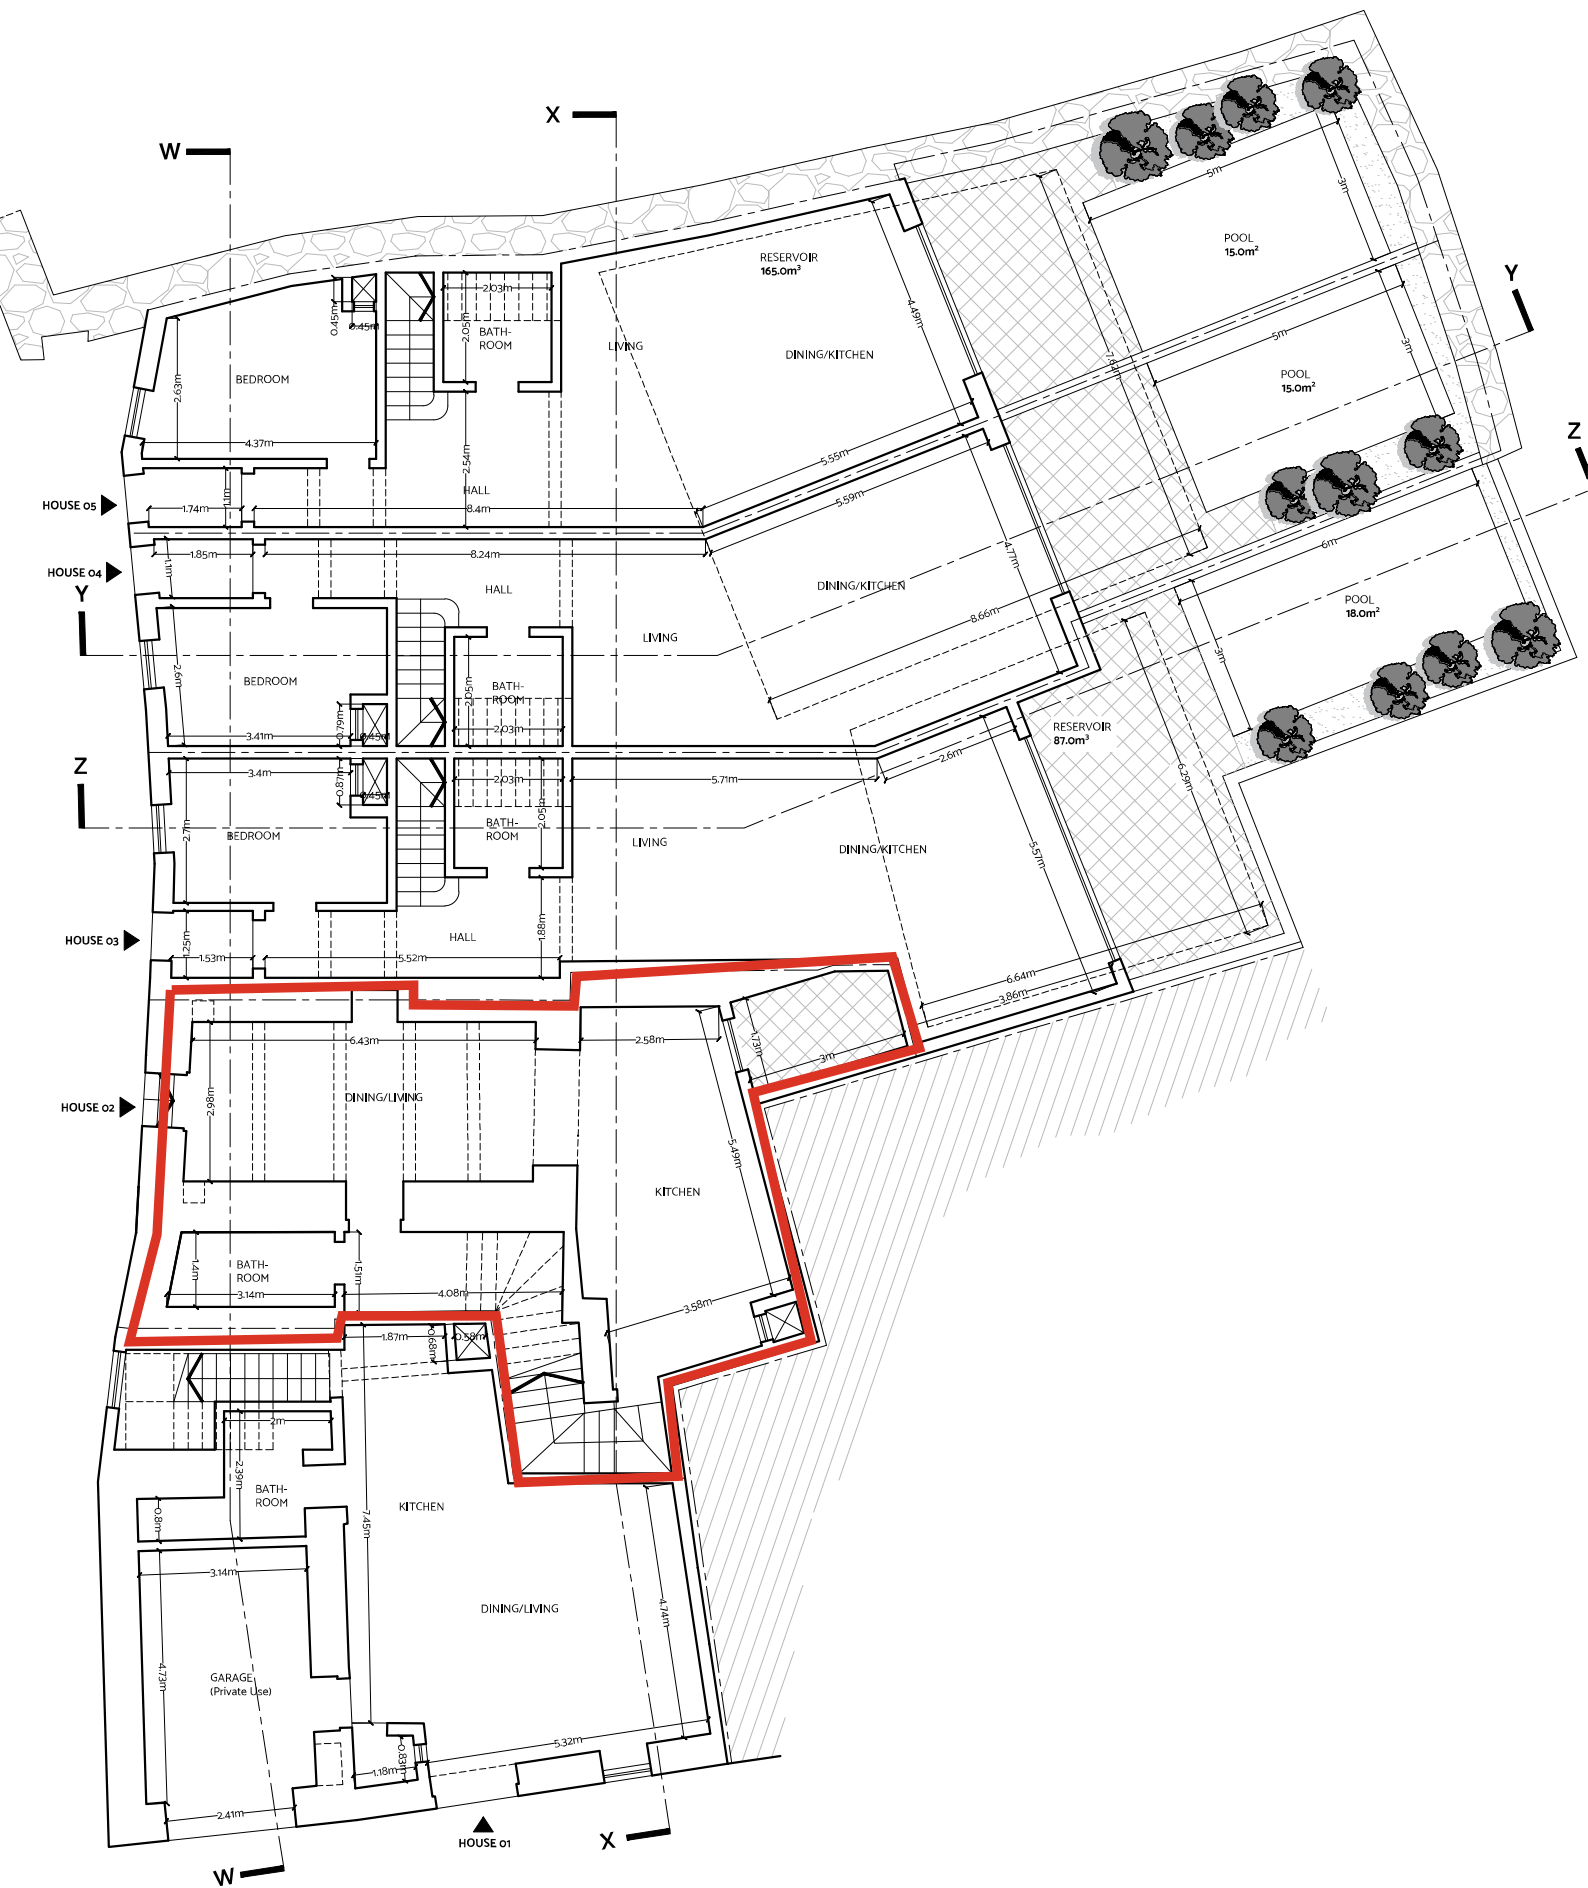 X
W
5m
3m
POOL
15.0m²
RESERVOIR
165.0m³
Y
2.03m
0.45m
0.45m
2.05m
BATH-
ROOM
4.49m
LIVING
DINING/KITCHEN
7.62m
5m
3m
POOL
15.0m²
BEDROOM
2.63m
4.37m
Z
2.54m
5.55m
HALL
5.59m
HOUSE 05
1.74m
1.1m
8.4m
1.85m
8.24m
6m
1.1m
4.77m
HOUSE 04
Y
HALL
DINING/KITCHEN
8.66m
POOL
18.0m²
LIVING
3m
2.6m
BEDROOM
2.05m
BATH-
ROOM
0.79m
0.45m
3.41m
2.03m
RESERVOIR
87.0m³
2.6m
Z
3.4m
0.87m
0.45m
2.03m
5.71m
6.29m
2.7m
BEDROOM
BATH-
ROOM
2.05m
LIVING
DINING/KITCHEN
5.57m
HOUSE 03
1.25m
HALL
1.88m
1.53m
5.52m
6.64m
3.86m
6.43m
2.58m
1.73m
3m
DINING/LIVING
HOUSE 02
2.98m
5.49m
KITCHEN
BATH-
ROOM
1.4m
1.51m
3.14m
4.08m
3.58m
1.87m
0.68m
0.58m
2m
2.39m
BATH-
ROOM
0.8m
KITCHEN
7.45m
3.14m
DINING/LIVING
4.74m
GARAGE
(Private Use)
4.73m
5.32m
0.83m
1.18m
2.41m
HOUSE 01
X
W